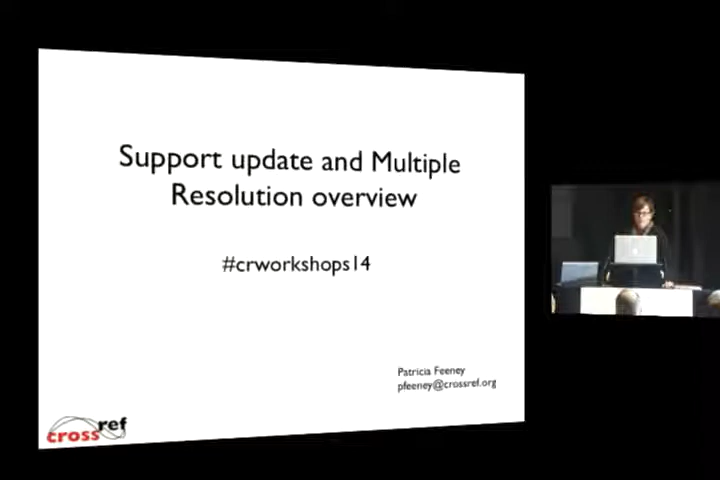 Support update and Multiple
Resolution overview
#crworkshops14
Patricia Feeney
pfeeney@crossref.org
crossref